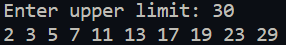 Enter upper limit: 30
2 3 5 7 11 13 17 19 23 29